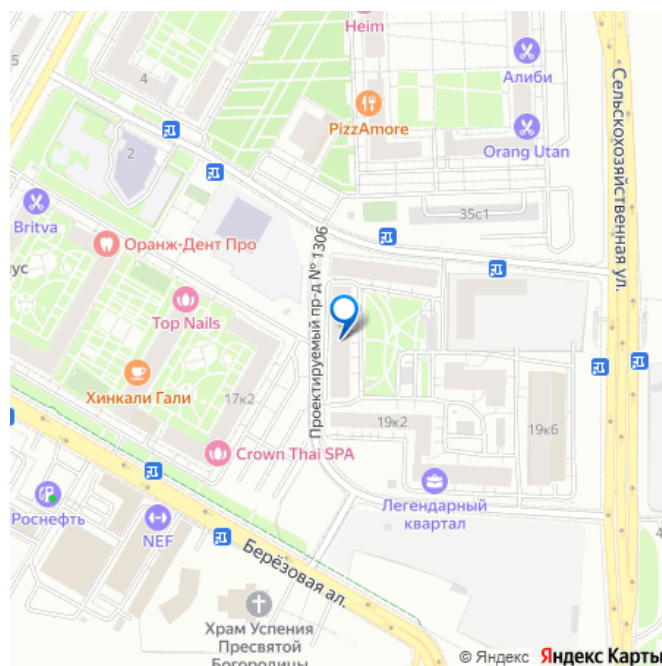 Heim
5
4
Алиби
PizzAmore
Orang Utan
2
Сельскохозяйственная ул.
Britva
35с1
Оранж-Дент Про
ус
Проектируемый пр-д № 1306
Top Nails
Хинкали Гали
17к2
19к2
19к6
Crown Thai SPA
Легендарный
квартал
Роснефть
NEF
4
Берёзовая ал.
Храм Успения
Пресвятой
Богородицы
© Яндекс Яндекс Карты